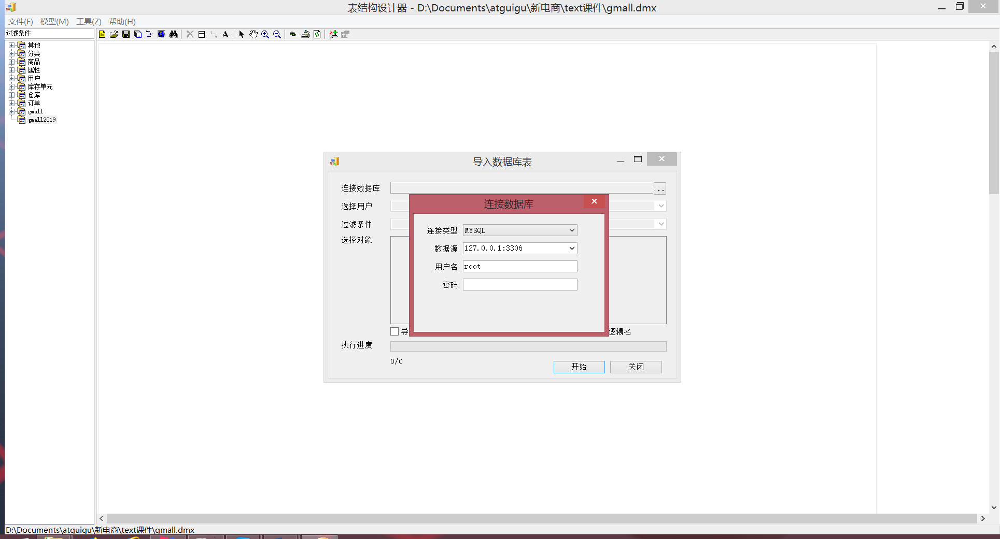 表结构设计器 - D:\Documents\atguigu\新电商\text课件\gmall.dmx
文件(F) 模型(M) 工具(Z) 帮助(H)
过滤条件
其他
分类
商品
属性
用户
库存单元
仓库
订单
gmall
gmall2019
导入数据库表
连接数据库 ...
选择用户
过滤条件
选择对象
连接数据库
连接类型 MYSQL
数据源 127.0.0.1:3306
用户名 root
密码
导 逻辑名
执行进度
0/0
开始 关闭
D:\Documents\atguigu\新电商\text课件\gmall.dmx